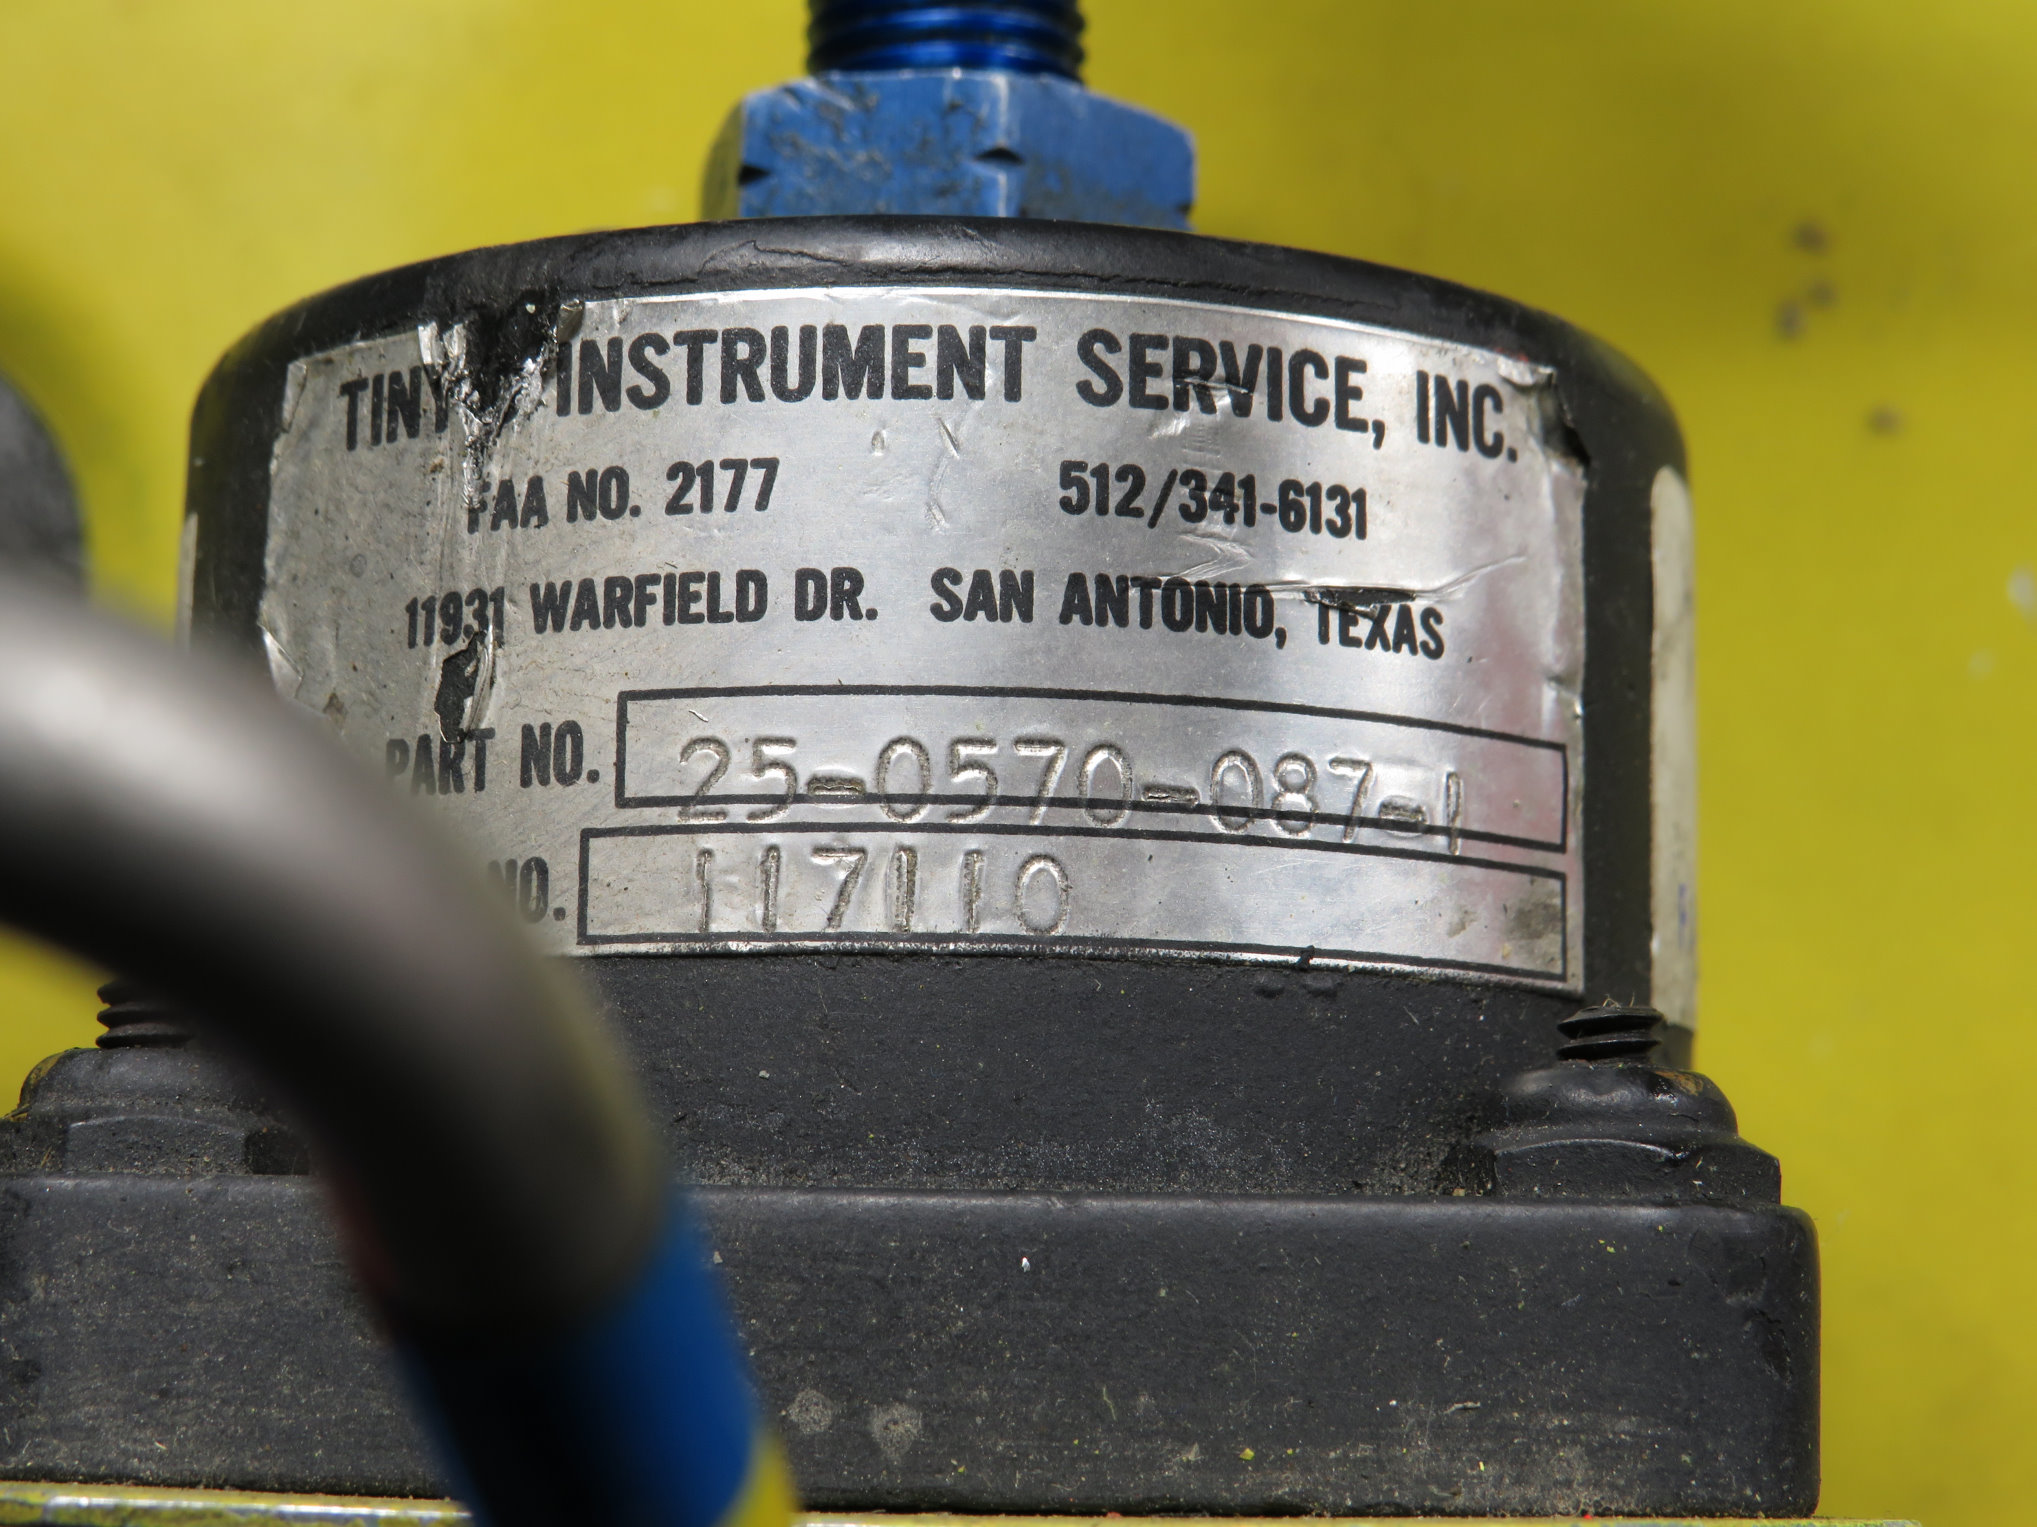 INSTRUMENT SERVICE, INC.
FAA NO. 2177 512/341-6131
11931 WARFIELD DR. SAN ANTONIO, TEXAS
PART NO. 25-0570-087-1
NO. 117110